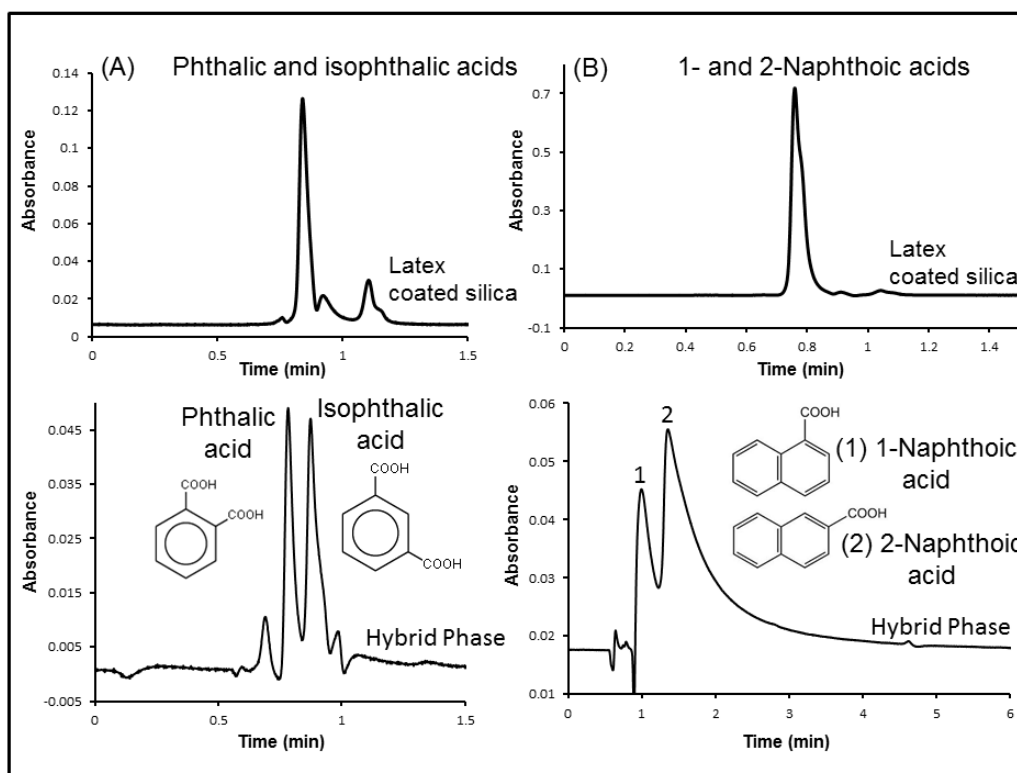 (A)
Phthalic and isophthalic acids
0.14
0.12
0.1
0.08
0.06
0.04
0.02
0
Absorbance
Latex
coated silica
0
0.5
1
1.5
Time (min)
(B)
1- and 2-Naphthoic acids
0.7
0.5
0.3
0.1
-0.1
Absorbance
Latex
coated silica
0
0.2
0.4
0.6
0.8
1
1.2
1.4
Time (min)
0.045
0.035
0.025
0.015
0.005
-0.005
Absorbance
Phthalic
acid
COOH
COOH
Isophthalic
acid
COOH
COOH
Hybrid Phase
0
0.5
1
1.5
Time (min)
0.06
0.05
0.04
0.03
0.02
0.01
Absorbance
1
2
COOH
(1) 1-Naphthoic
acid
COOH
(2) 2-Naphthoic
acid
Hybrid Phase
0
1
2
3
4
5
6
Time (min)